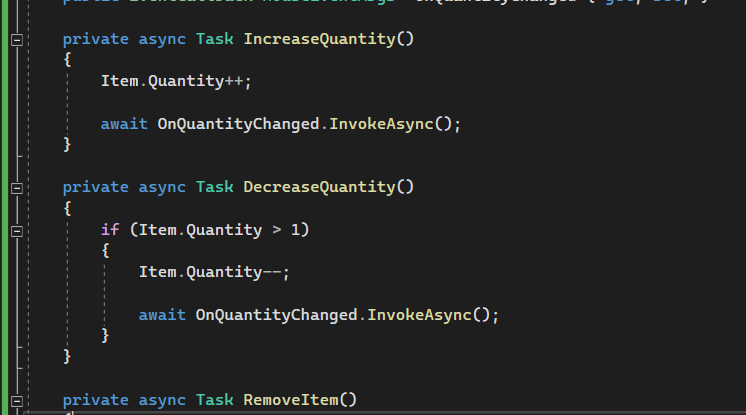 private async Task IncreaseQuantity()
{
Item.Quantity++;
await OnQuantityChanged.InvokeAsync();
}
private async Task DecreaseQuantity()
{
if (Item.Quantity > 1)
{
Item.Quantity--;
await OnQuantityChanged.InvokeAsync();
}
}
private async Task RemoveItem()